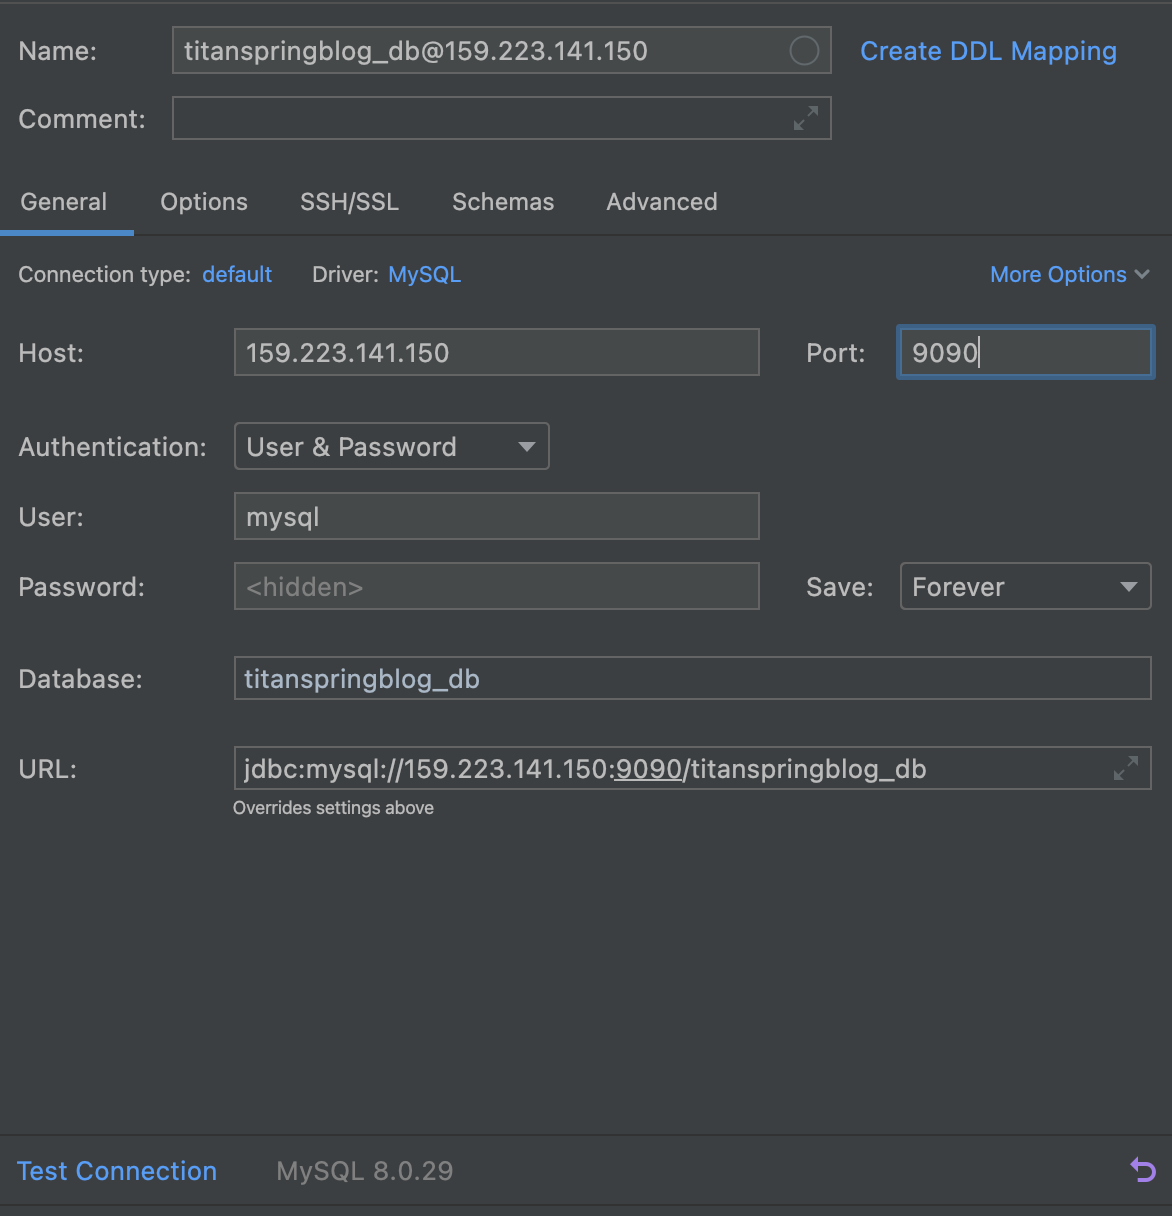 Name: titanspringblog_db@159.223.141.150 Create DDL Mapping
Comment:
General Options SSH/SSL Schemas Advanced
Connection type: default Driver: MySQL More Options
Host: 159.223.141.150 Port: 9090
Authentication: User & Password
User: mysql
Password: <hidden> Save: Forever
Database: titanspringblog_db
URL: jdbc:mysql://159.223.141.150:9090/titanspringblog_db
Overrides settings above
Test Connection MySQL 8.0.29